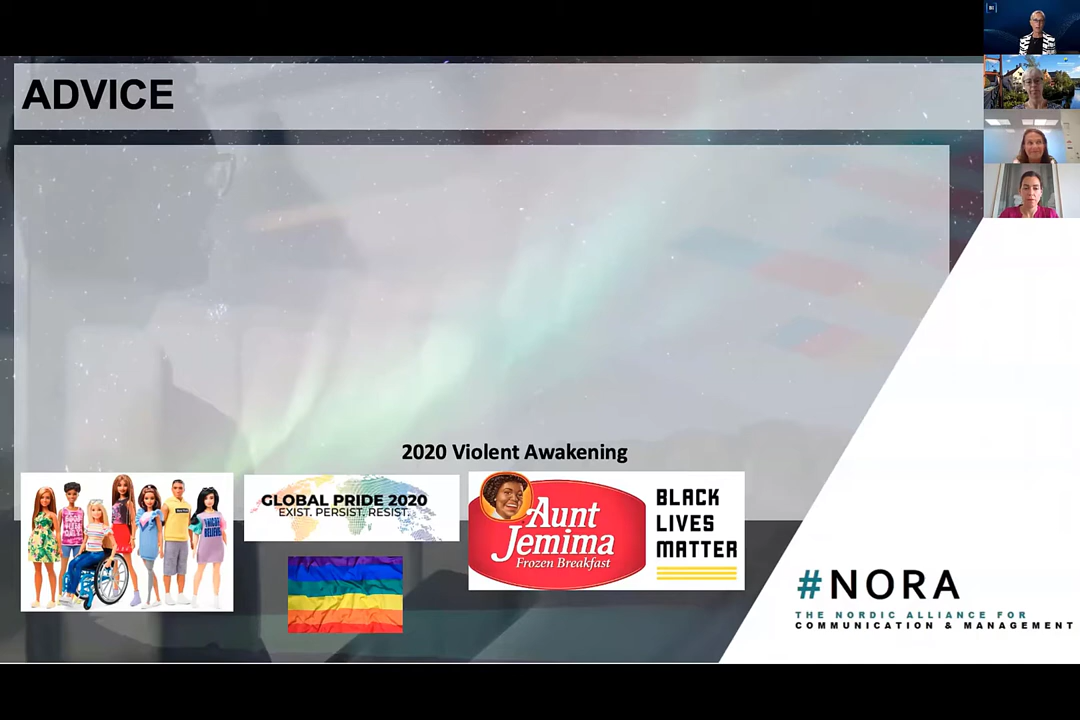 ADVICE
2020 Violent Awakening
GLOBAL PRIDE 2020
EXIST. PERSIST. RESIST.
Aunt
Jemima
Frozen Breakfast
BLACK
LIVES
MATTER
#NORA
THE NORDIC ALLIANCE FOR
COMMUNICATION & MANAGEMENT